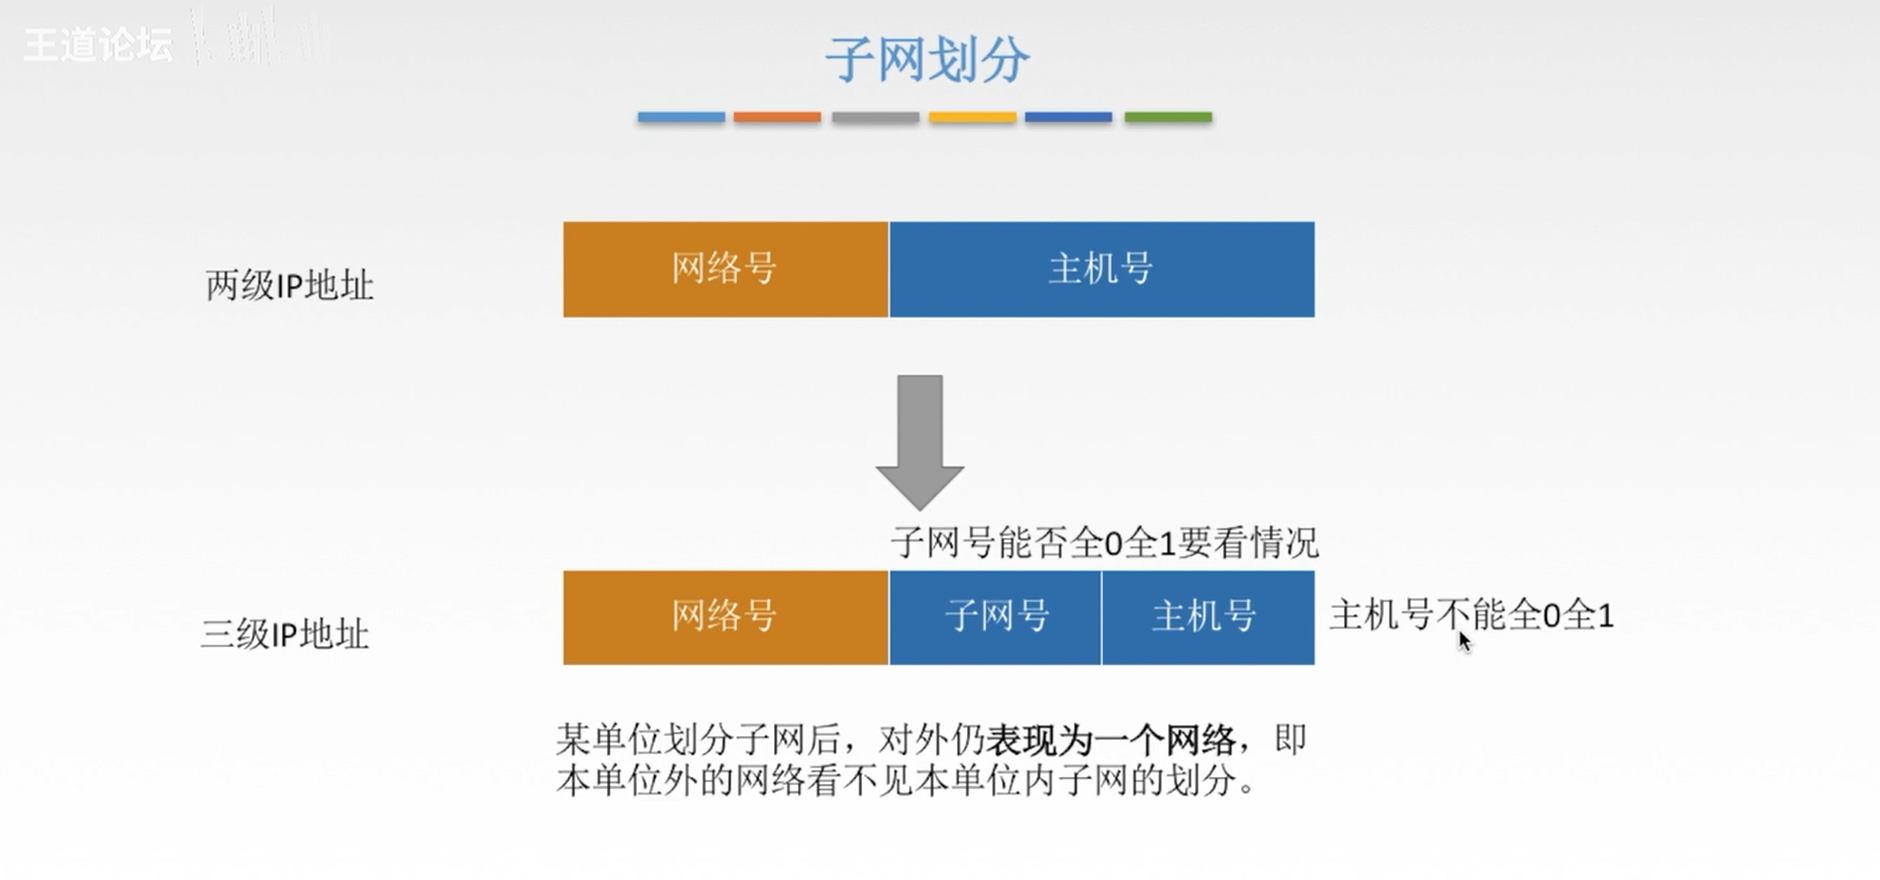 王道论坛
子网划分
两级IP地址
网络号
主机号
子网号能否全0全1要看情况
三级IP地址
网络号
子网号
主机号
主机号不能全0全1
某单位划分子网后，对外仍表现为一个网络，即
本单位外的网络看不见本单位内子网的划分。